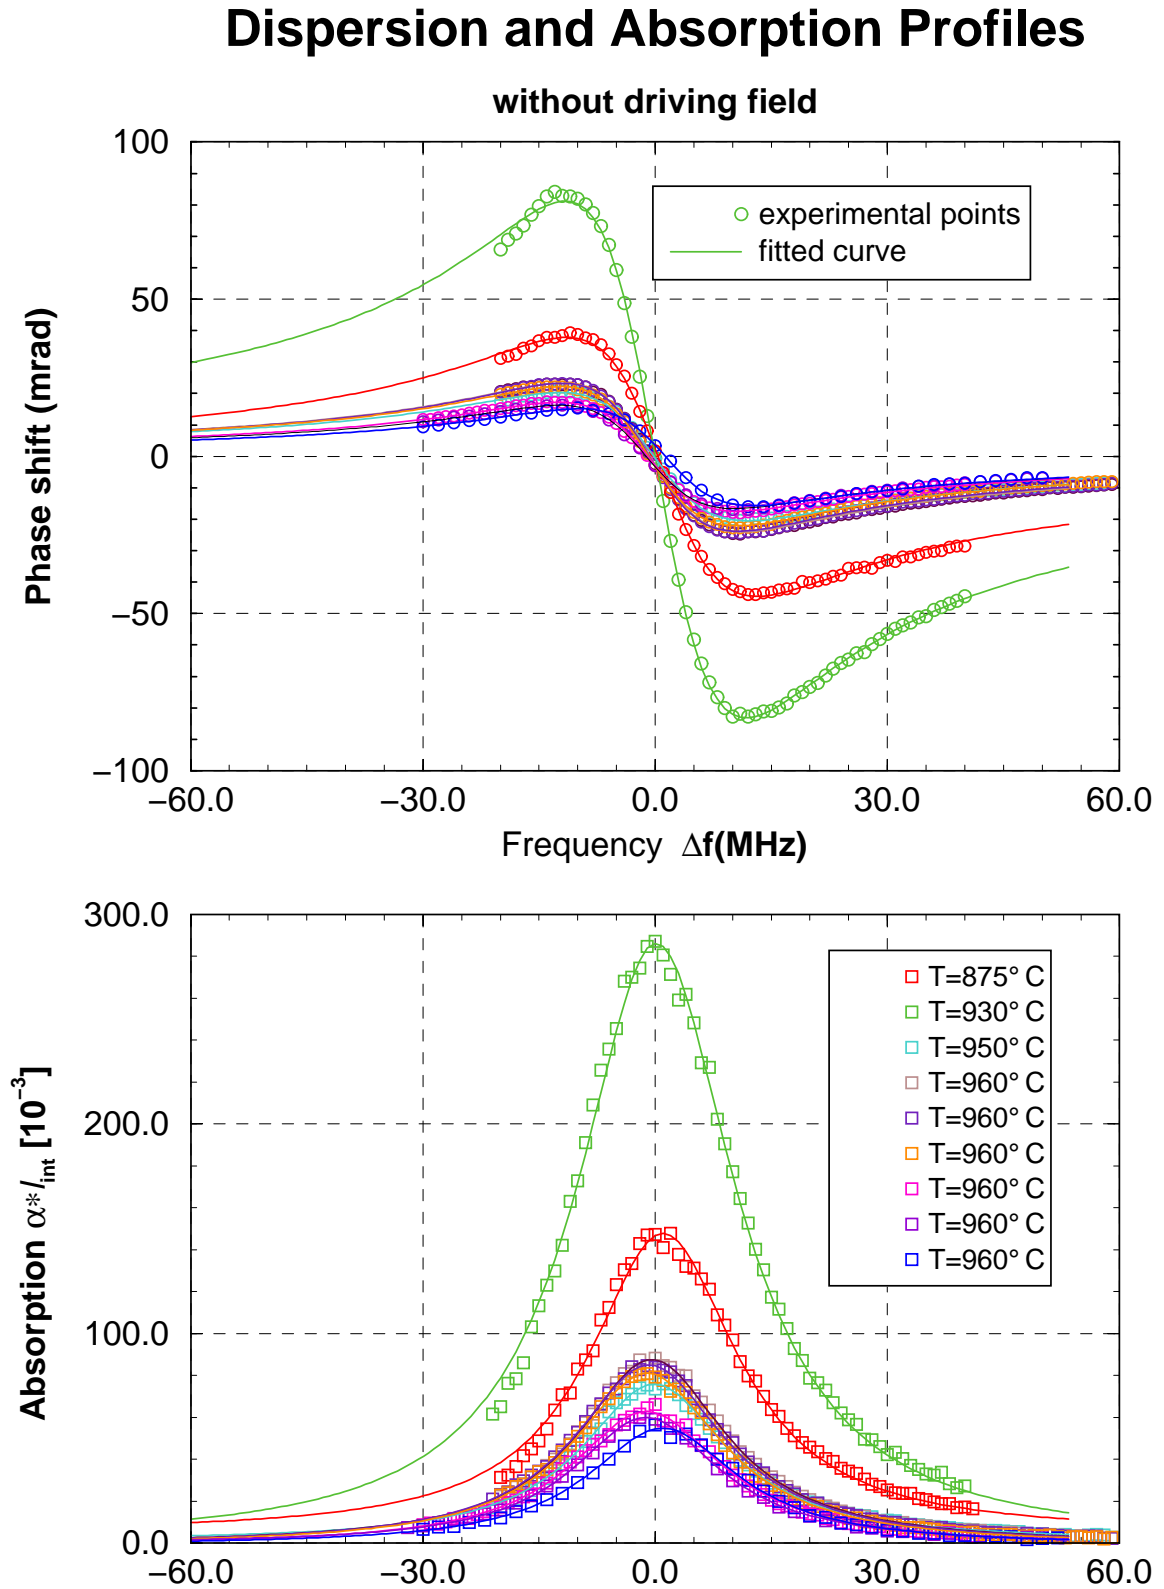 Dispersion and Absorption Profiles
without driving field
100
50
0
−50
−100
Phase shift (mrad)
experimental points
fitted curve
−60.0 −30.0 0.0 30.0 60.0
Frequency Δf(MHz)
300.0
200.0
100.0
0.0
Absorption α*l_int [10⁻³]
T=875° C
T=930° C
T=950° C
T=960° C
T=960° C
T=960° C
T=960° C
T=960° C
T=960° C
−60.0 −30.0 0.0 30.0 60.0